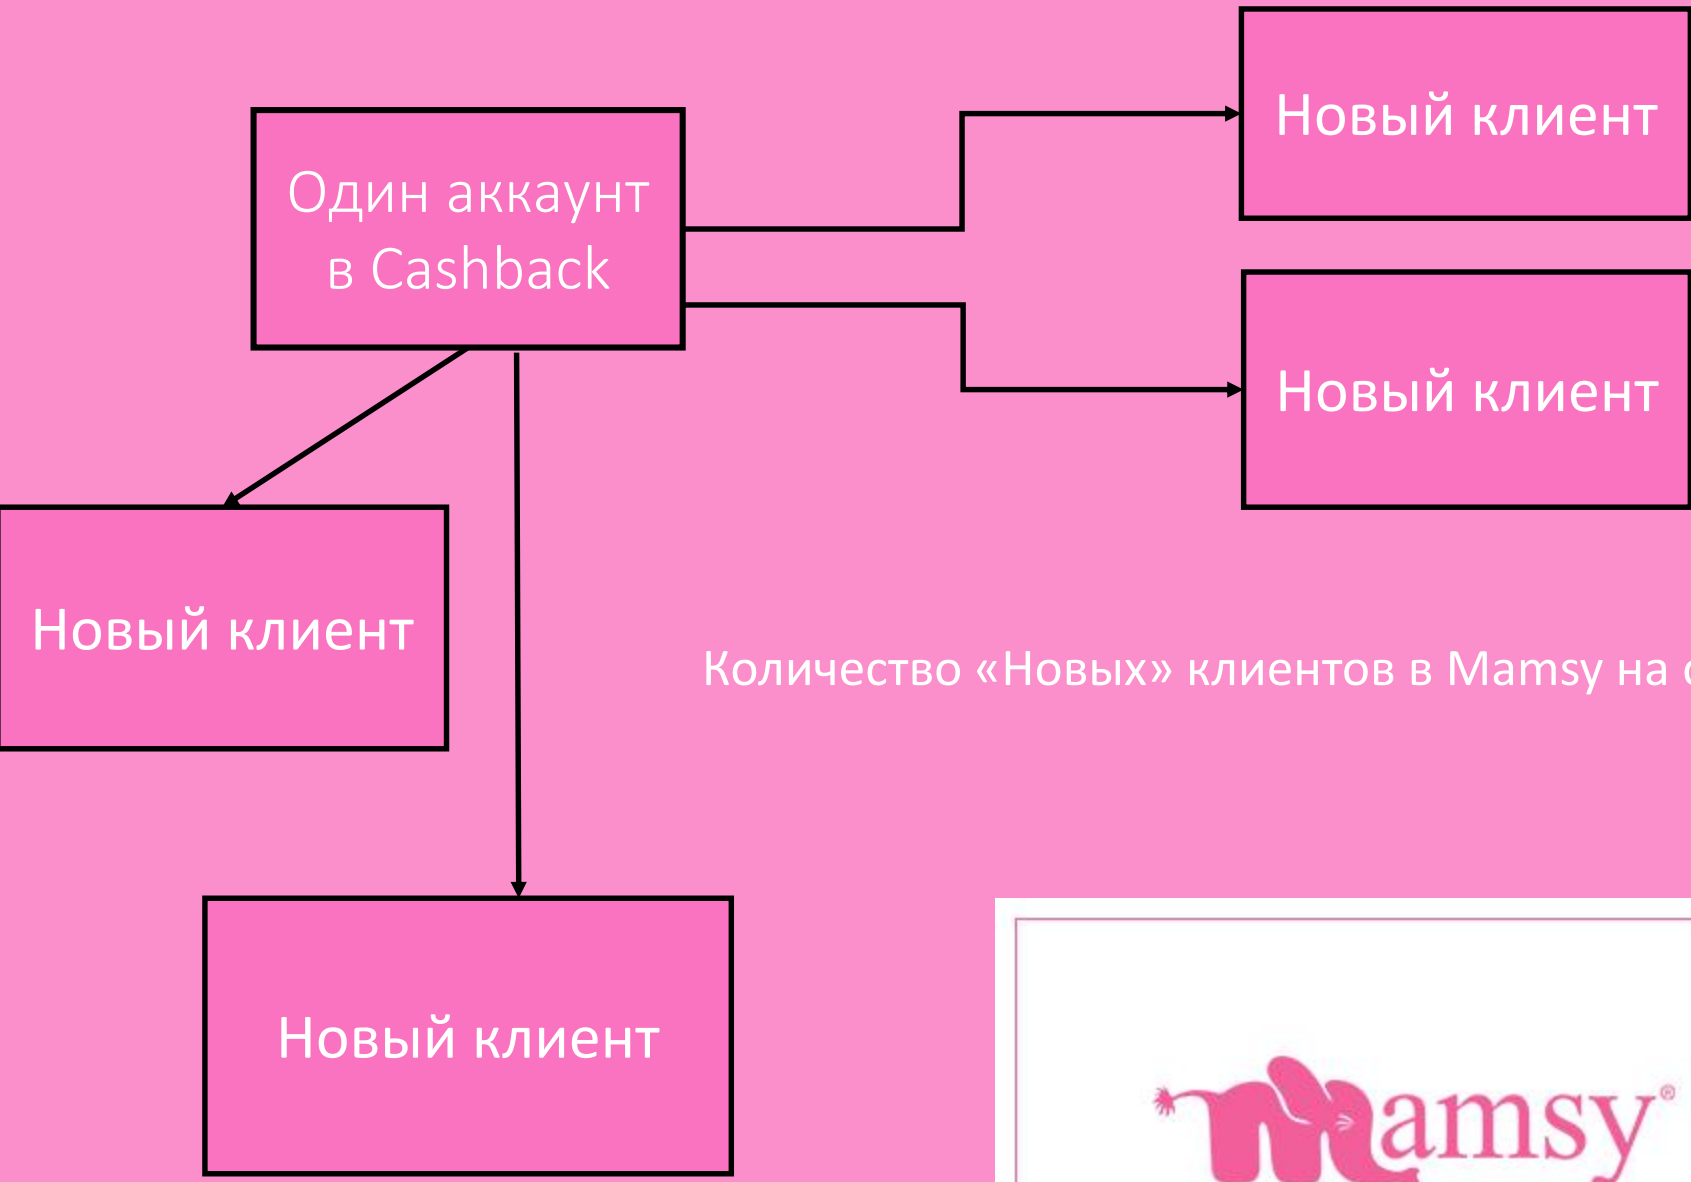 Новый клиент
Один аккаунт
в Cashback
Новый клиент
Новый клиент
Количество «Новых» клиентов в Mamsy на
Новый клиент
mamsy®